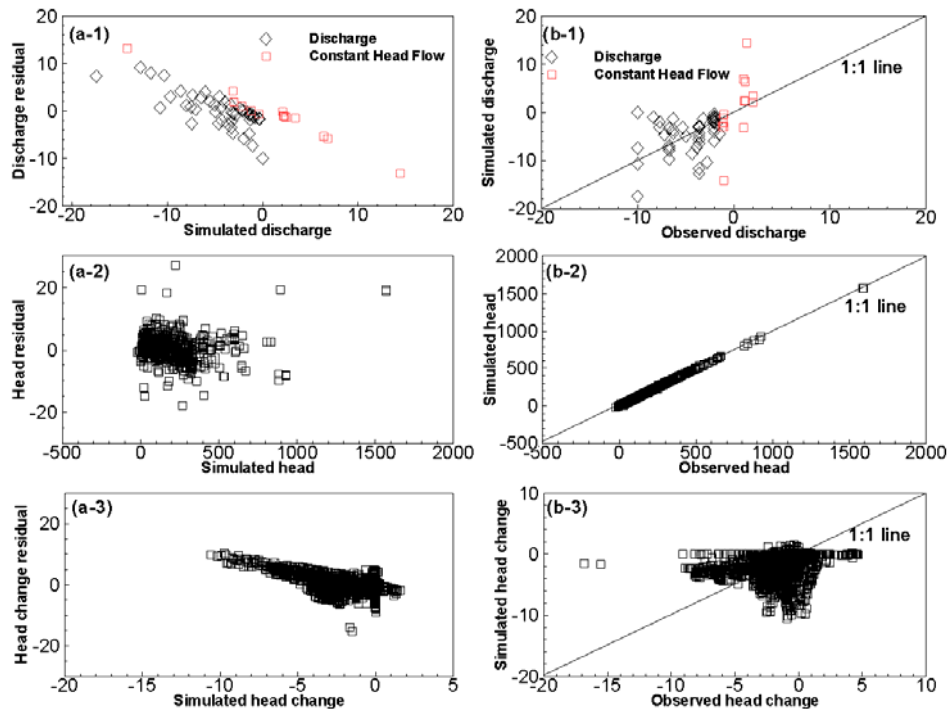 (a-1)
Discharge
Constant Head Flow
Discharge residual
20
10
0
-10
-20
-20
-10
0
10
20
Simulated discharge
(b-1)
Discharge
Constant Head Flow
1:1 line
Simulated discharge
20
10
0
-10
-20
-20
-10
0
10
20
Observed discharge
(a-2)
Head residual
20
0
-20
-500
0
500
1000
1500
2000
Simulated head
(b-2)
1:1 line
Simulated head
2000
1500
1000
500
0
-500
-500
0
500
1000
1500
2000
Observed head
(a-3)
Head change residual
20
0
-20
-20
-15
-10
-5
0
5
Simulated head change
(b-3)
1:1 line
Simulated head change
10
5
0
-5
-10
-15
-20
-20
-15
-10
-5
0
5
10
Observed head change